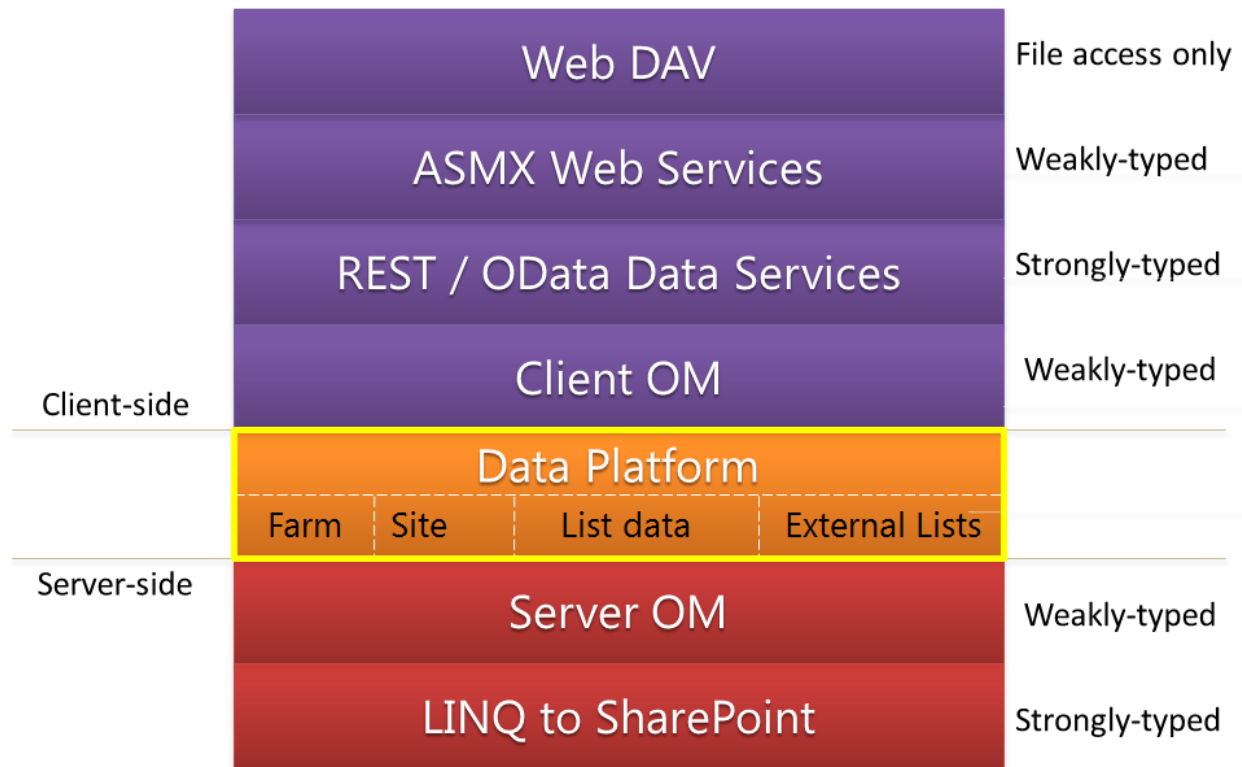 Web DAV
File access only
ASMX Web Services
Weakly-typed
REST / OData Data Services
Strongly-typed
Client OM
Weakly-typed
Client-side
Data Platform
Farm
Site
List data
External Lists
Server-side
Server OM
Weakly-typed
LINQ to SharePoint
Strongly-typed